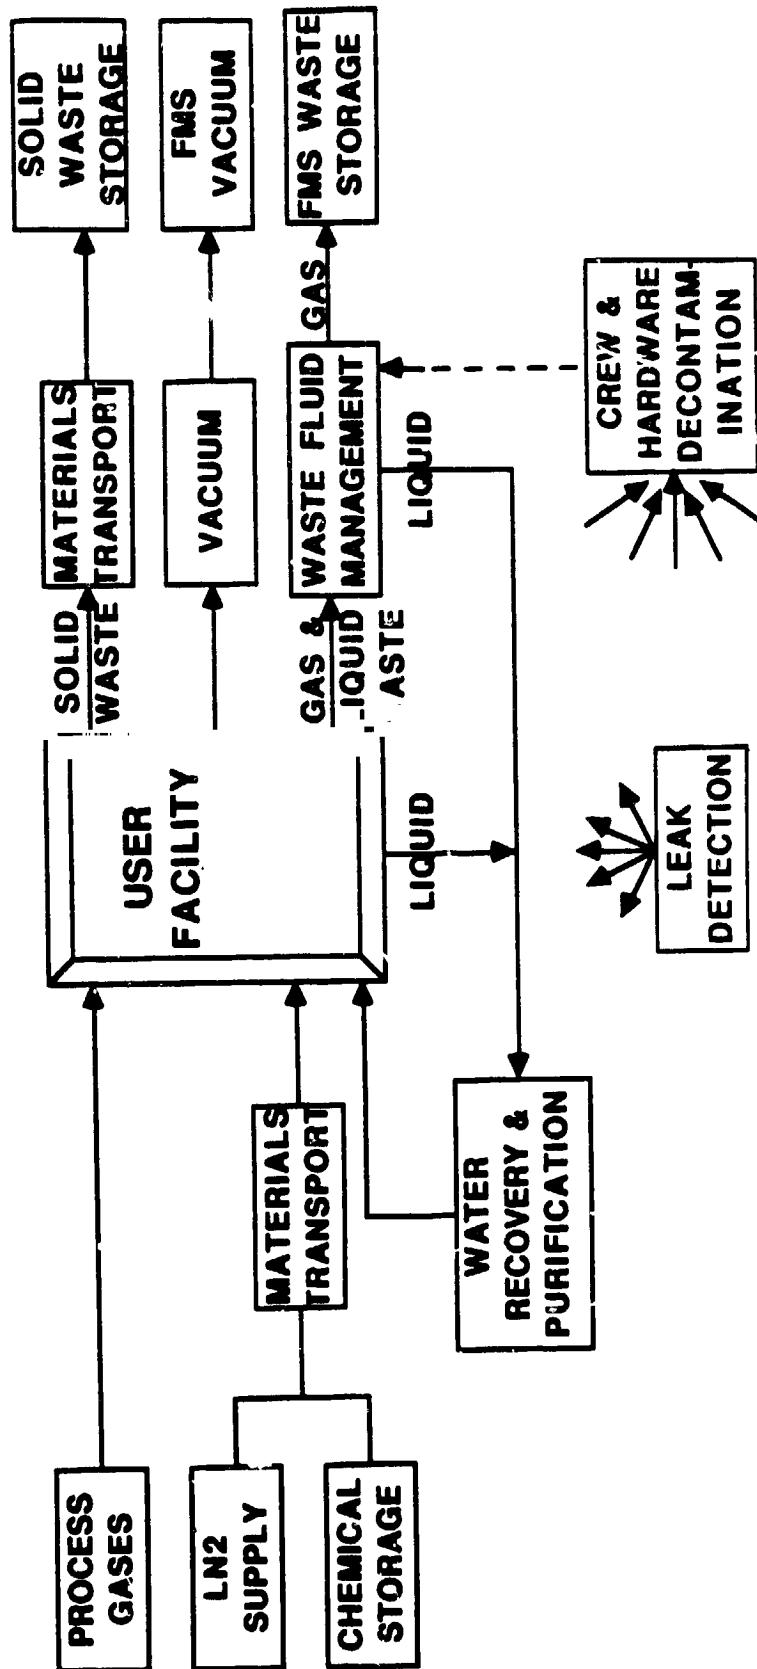 PROCESS
GASES
LN2
SUPPLY
CHEMICAL
STORAGE
MATERIALS
TRANSPORT
WATER
RECOVERY &
PURIFICATION
USER
FACILITY
LIQUID
LEAK
DETECTION
SOLID
WASTE
GAS &
LIQUID
WASTE
MATERIALS
TRANSPORT
VACUUM
WASTE FLUID
MANAGEMENT
LIQUID
GAS
CREW &
HARDWARE
DECONTAM-
INATION
SOLID
WASTE
STORAGE
FMS
VACUUM
FMS WASTE
STORAGE